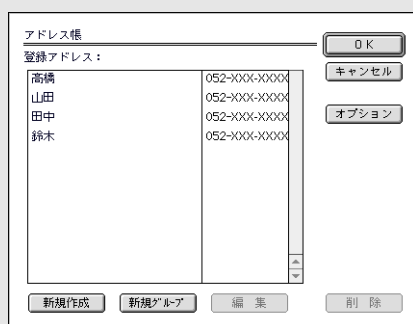 アドレス帳
OK
登録アドレス：
キャンセル
高橋 052-XXX-XXXX
山田 052-XXX-XXXX
オプション
田中 052-XXX-XXXX
鈴木 052-XXX-XXXX
新規作成 新規グループ 編 集 削 除